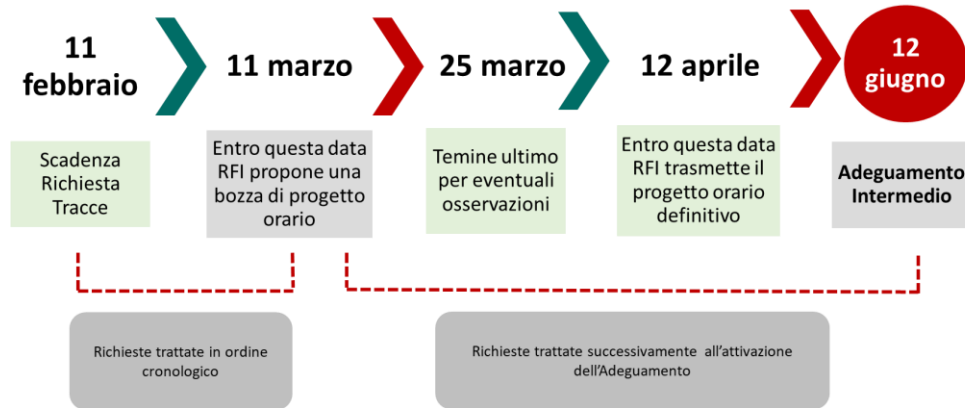 11
febbraio
11 marzo
25 marzo
12 aprile
12
giugno
Scadenza
Richiesta
Tracce
Entro questa data
RFI propone una
bozza di progetto
orario
Temine ultimo
per eventuali
osservazioni
Entro questa data
RFI trasmette il
progetto orario
definitivo
Adeguamento
Intermedio
Richieste trattate in ordine
cronologico
Richieste trattate successivamente all'attivazione
dell'Adeguamento